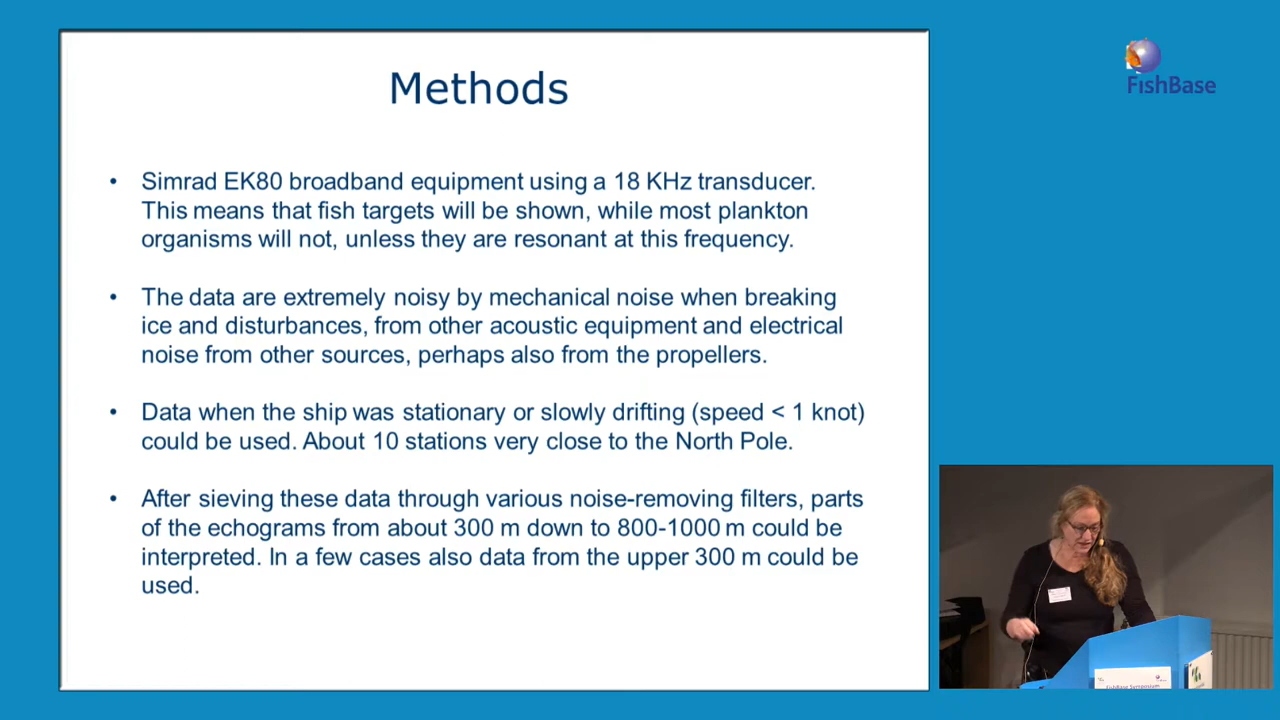 Methods
FishBase
• Simrad EK80 broadband equipment using a 18 KHz transducer.
This means that fish targets will be shown, while most plankton
organisms will not, unless they are resonant at this frequency.
• The data are extremely noisy by mechanical noise when breaking
ice and disturbances, from other acoustic equipment and electrical
noise from other sources, perhaps also from the propellers.
• Data when the ship was stationary or slowly drifting (speed < 1 knot)
could be used. About 10 stations very close to the North Pole.
• After sieving these data through various noise-removing filters, parts
of the echograms from about 300 m down to 800-1000 m could be
interpreted. In a few cases also data from the upper 300 m could be
used.
FishBase Symposium